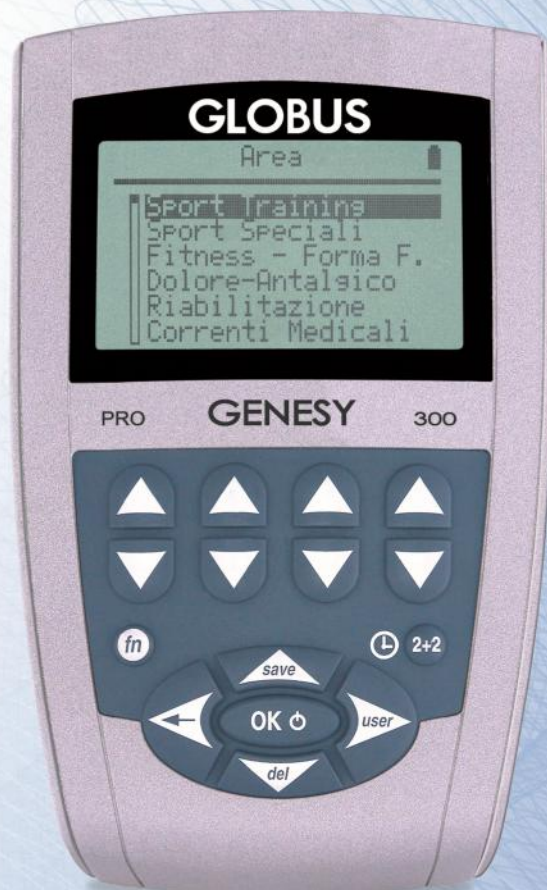 GLOBUS
Area
Sport Training
Sport Speciali
Fitness - Forma F.
Dolore-Antalgico
Riabilitazione
Correnti Medicali
PRO GENESY 300
fn
2+2
save
OK
user
del